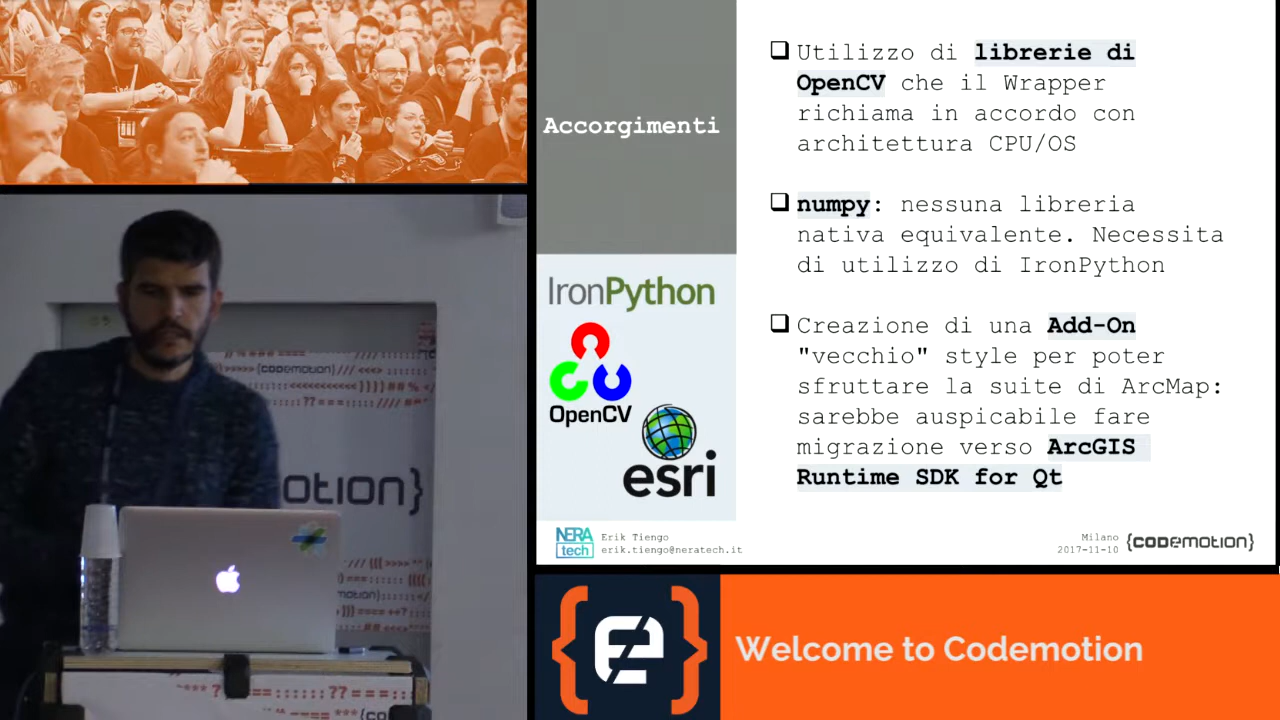 Accorgimenti
❑ Utilizzo di librerie di
OpenCV che il Wrapper
richiama in accordo con
architettura CPU/OS
❑ numpy: nessuna libreria
nativa equivalente. Necessita
di utilizzo di IronPython
❑ Creazione di una Add-On
"vecchio" style per poter
sfruttare la suite di ArcMap:
sarebbe auspicabile fare
migrazione verso ArcGIS
Runtime SDK for Qt
IronPython
OpenCV
esri
NERA
tech
Erik Tiengo
erik.tiengo@neratech.it
Milano
2017-11-10
{CODEMOTION}
Welcome to Codemotion
{codemotion}
otion}